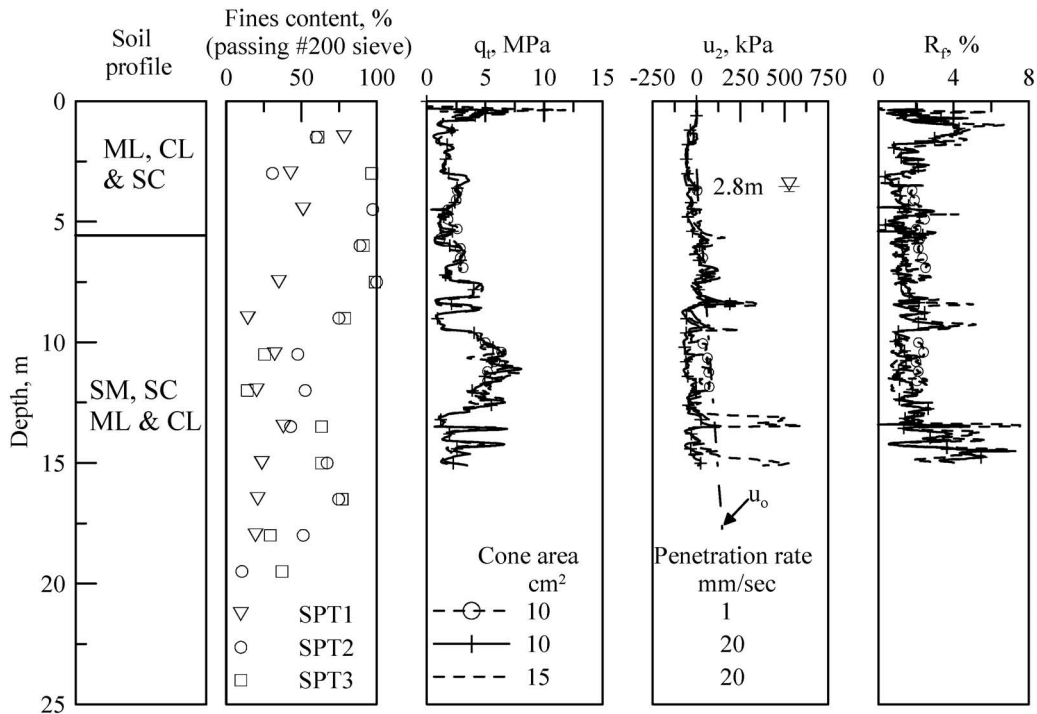 Soil
profile
Fines content, %
(passing #200 sieve)
0 50 100
qt, MPa
0 5 10 15
u2, kPa
-250 250 750
Rf, %
0 4 8
Depth, m
0
5
10
15
20
25
ML, CL
& SC
SM, SC
ML & CL
2.8m
uo
SPT1
SPT2
SPT3
Cone area
cm²
10
10
15
Penetration rate
mm/sec
1
20
20